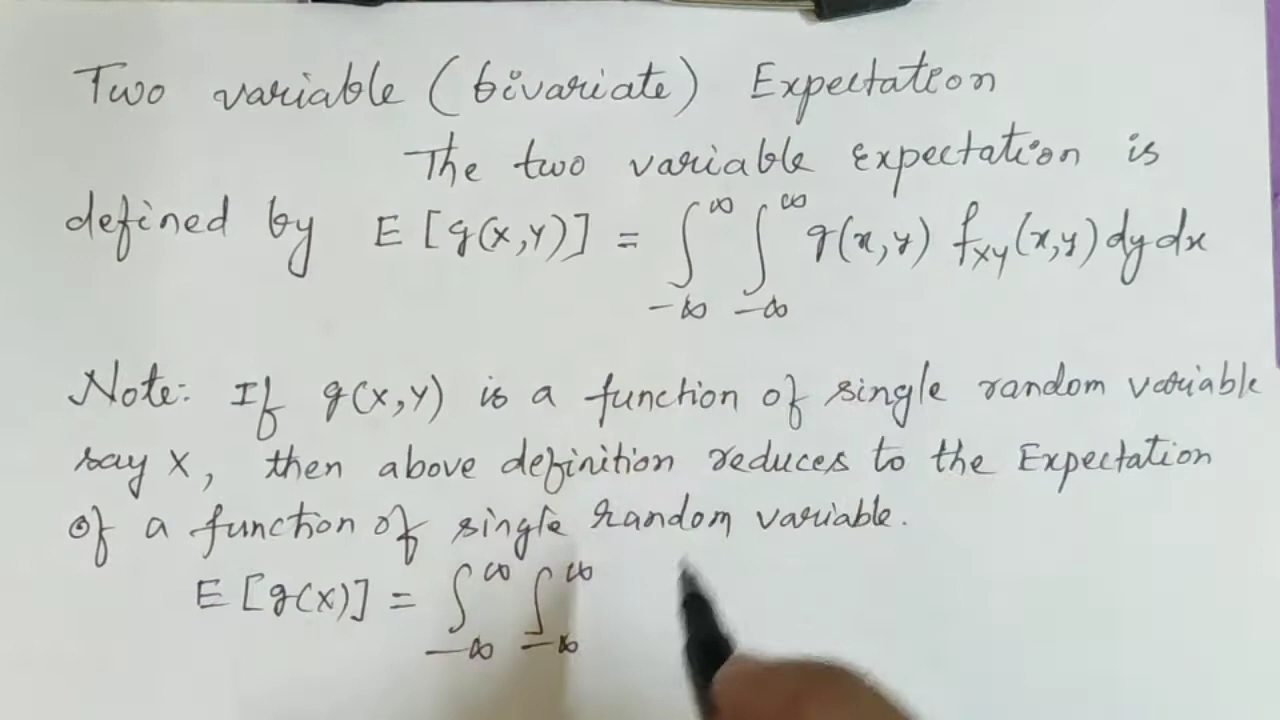 Two variable (bivariate) Expectation
The two variable expectation is
defined by E[g(X,Y)] = ∫_{-∞}^{∞} ∫_{-∞}^{∞} g(x,y) f_{XY}(x,y) dy dx
Note: If g(X,Y) is a function of single random variable
say X, then above definition reduces to the Expectation
of a function of single random variable.
E[g(X)] = ∫_{-∞}^{∞} ∫_{-∞}^{∞}